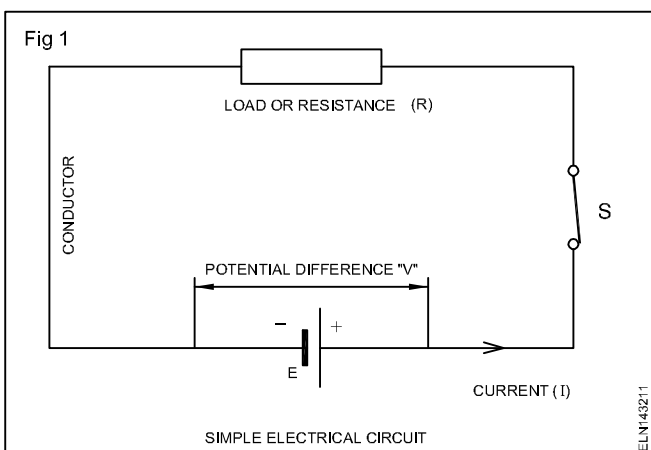 Fig 1
LOAD OR RESISTANCE (R)
CONDUCTOR
S
POTENTIAL DIFFERENCE "V"
− +
E
CURRENT (I)
SIMPLE ELECTRICAL CIRCUIT
ELN143211